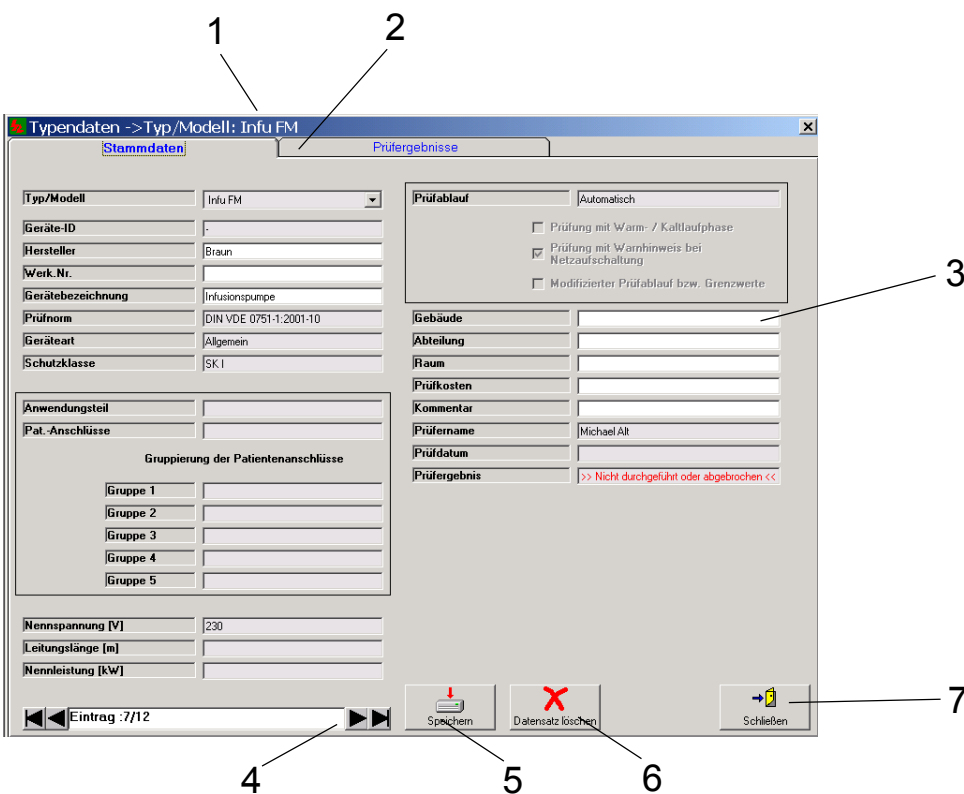 1
2
Typendaten ->Typ/Modell: Infu FM
Stammdaten
Prüfergebnisse
Typ/Modell
Infu FM
Geräte-ID
-
Hersteller
Braun
Werk.Nr.
Gerätebezeichnung
Infusionspumpe
Prüfnorm
DIN VDE 0751-1:2001-10
Geräteart
Allgemein
Schutzklasse
SK I
Anwendungsteil
Pat.-Anschlüsse
Gruppierung der Patientenanschlüsse
Gruppe 1
Gruppe 2
Gruppe 3
Gruppe 4
Gruppe 5
Nennspannung [V]
230
Leitungslänge [m]
Nennleistung [kW]
Prüfablauf
Automatisch
Prüfung mit Warm- / Kaltlaufphase
Prüfung mit Warnhinweis bei
Netzaufschaltung
Modifizierter Prüfablauf bzw. Grenzwerte
3
Gebäude
Abteilung
Raum
Prüfkosten
Kommentar
Prüfername
Michael Alt
Prüfdatum
Prüfergebnis
>> Nicht durchgeführt oder abgebrochen <<
Eintrag :7/12
Speichern
Datensatz löschen
Schließen
7
4
5
6